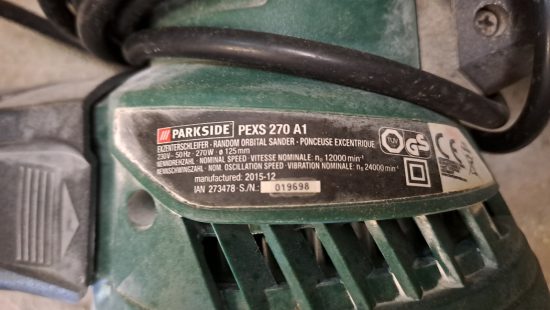 PARKSIDE PEXS 270 A1
EXZENTERSCHLEIFER · RANDOM ORBITAL SANDER · PONCEUSE EXCENTRIQUE
230V~ 50 Hz · 270W · ø 125 mm
NENNDREHZAHL · NOMINAL SPEED · VITESSE NOMINALE: n₀ 12000 min⁻¹
NENNSCHWINGZAHL · NOM. OSCILLATION SPEED · VIBRATION NOMINALE: n₀ 24000 min⁻¹
manufactured: 2015-12
IAN 273478 · S/N.: 019698
GS